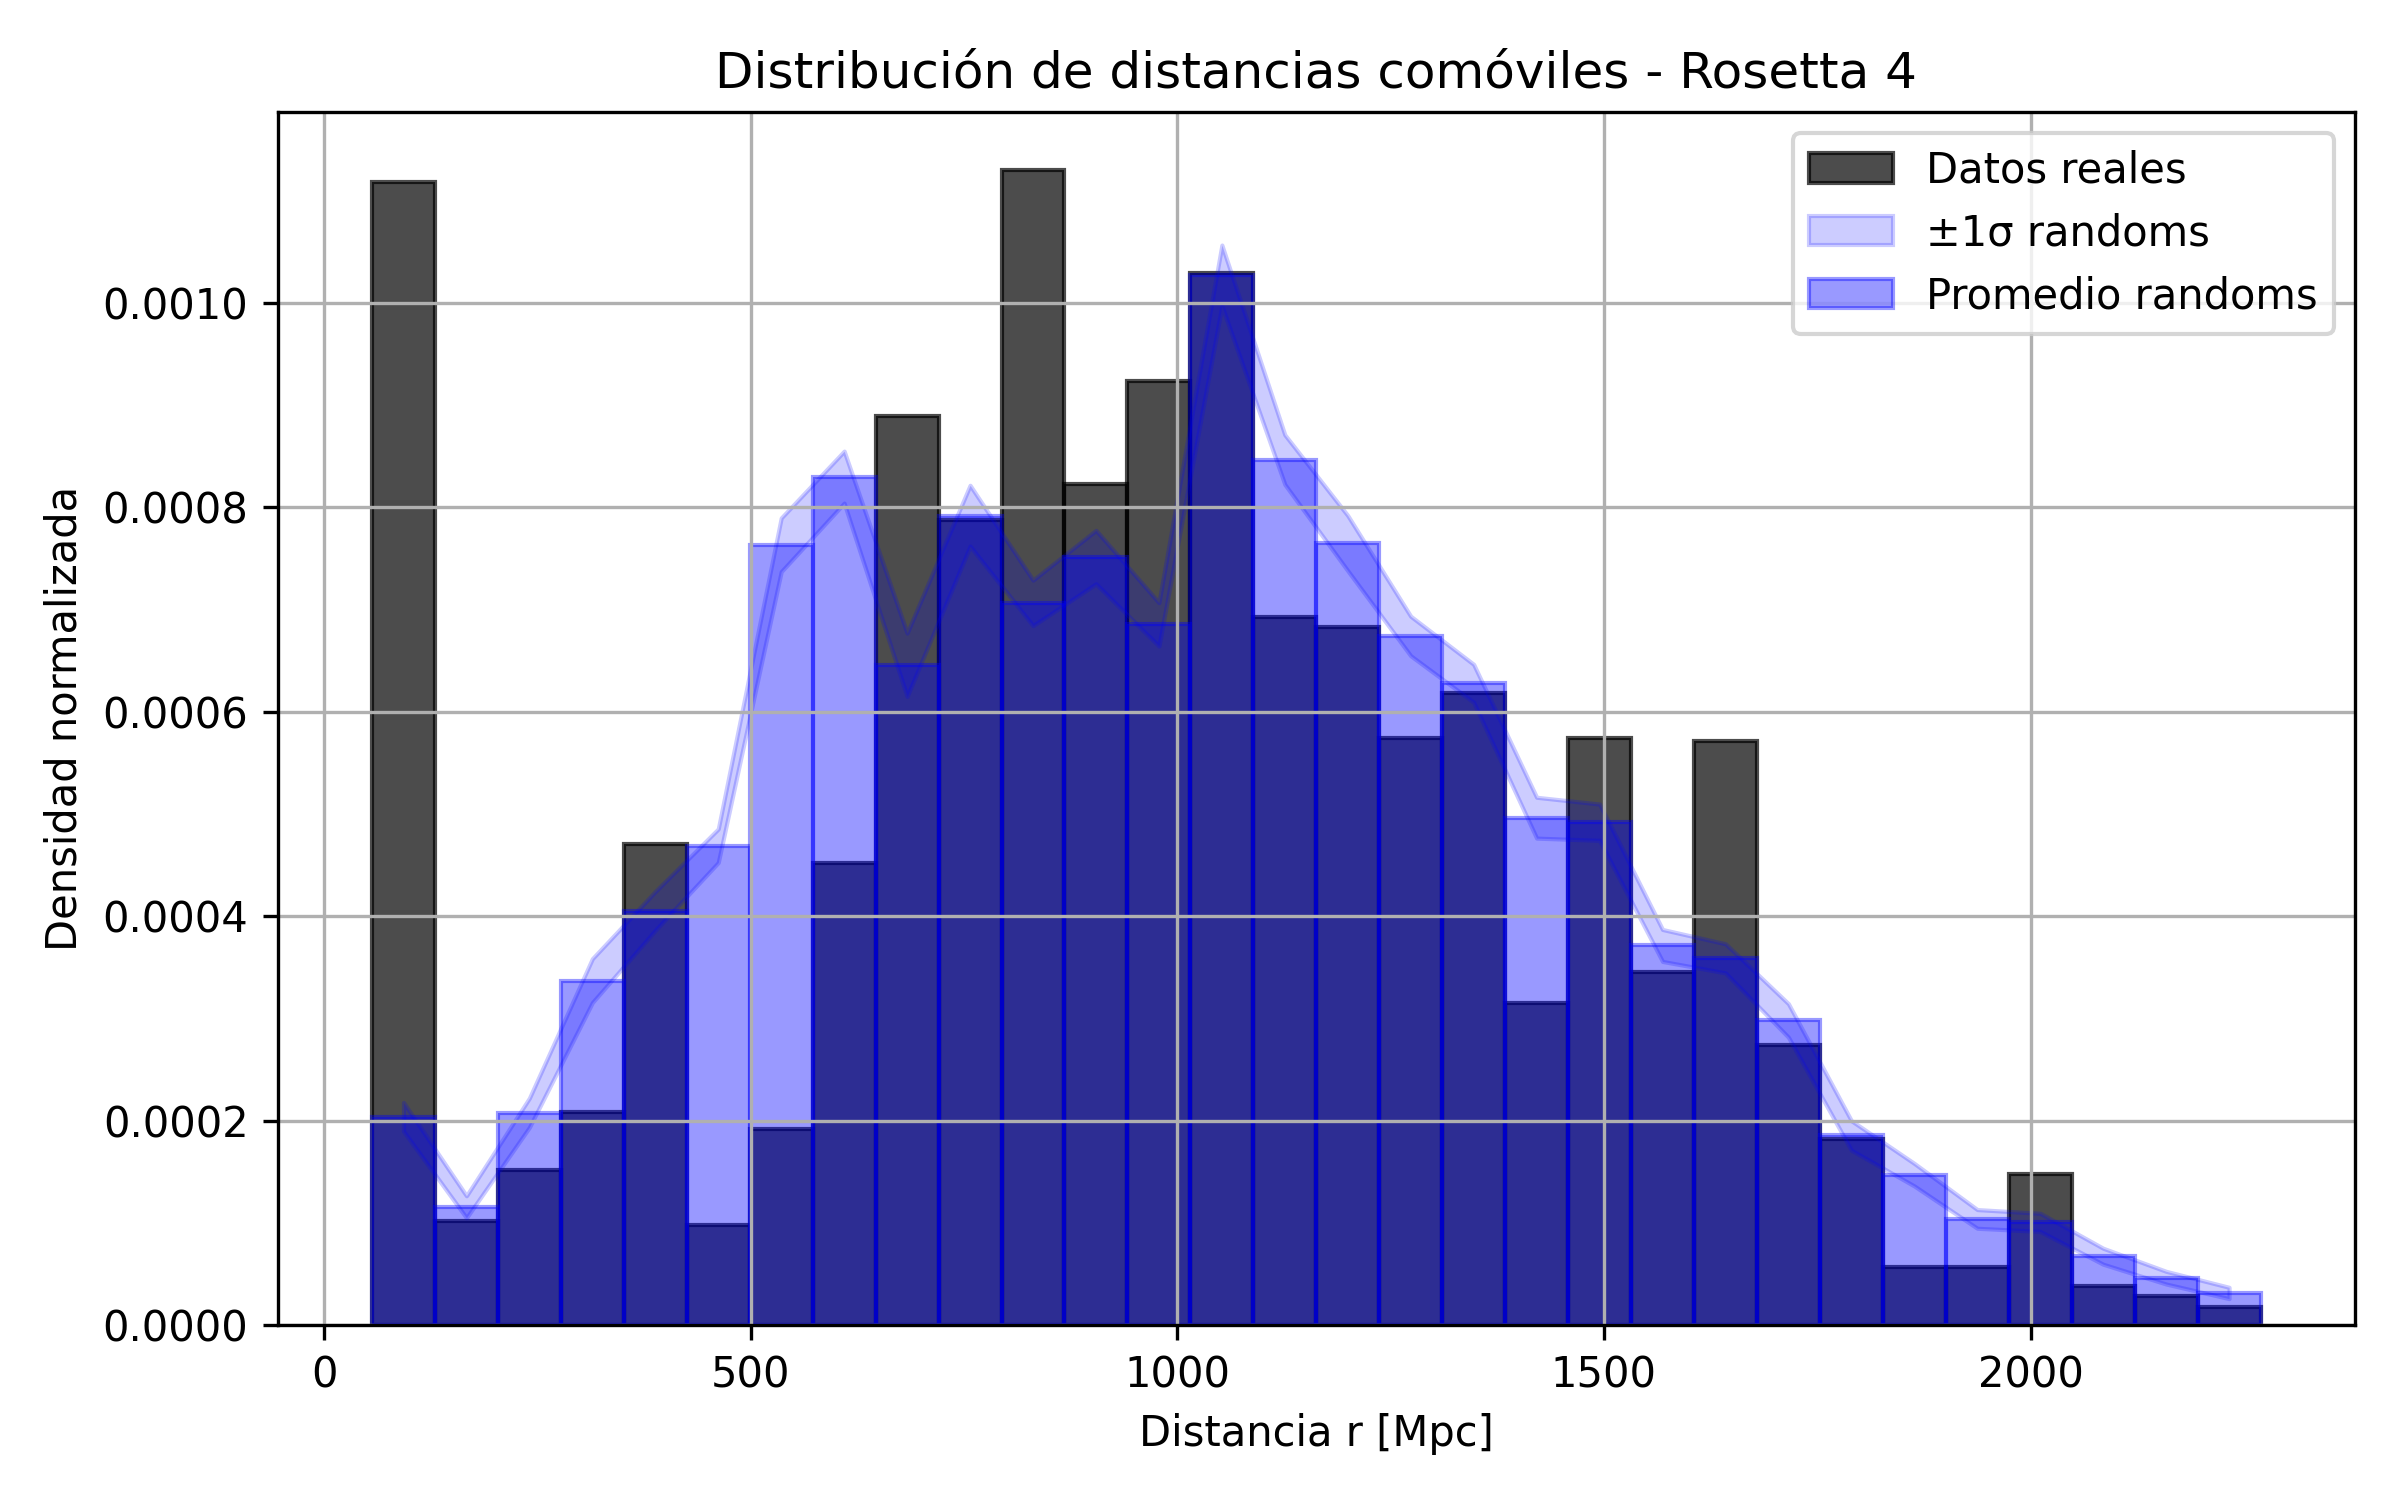 Distribución de distancias comóviles - Rosetta 4
Datos reales
±1σ randoms
Promedio randoms
Densidad normalizada
0.0010
0.0008
0.0006
0.0004
0.0002
0.0000
0 500 1000 1500 2000
Distancia r [Mpc]